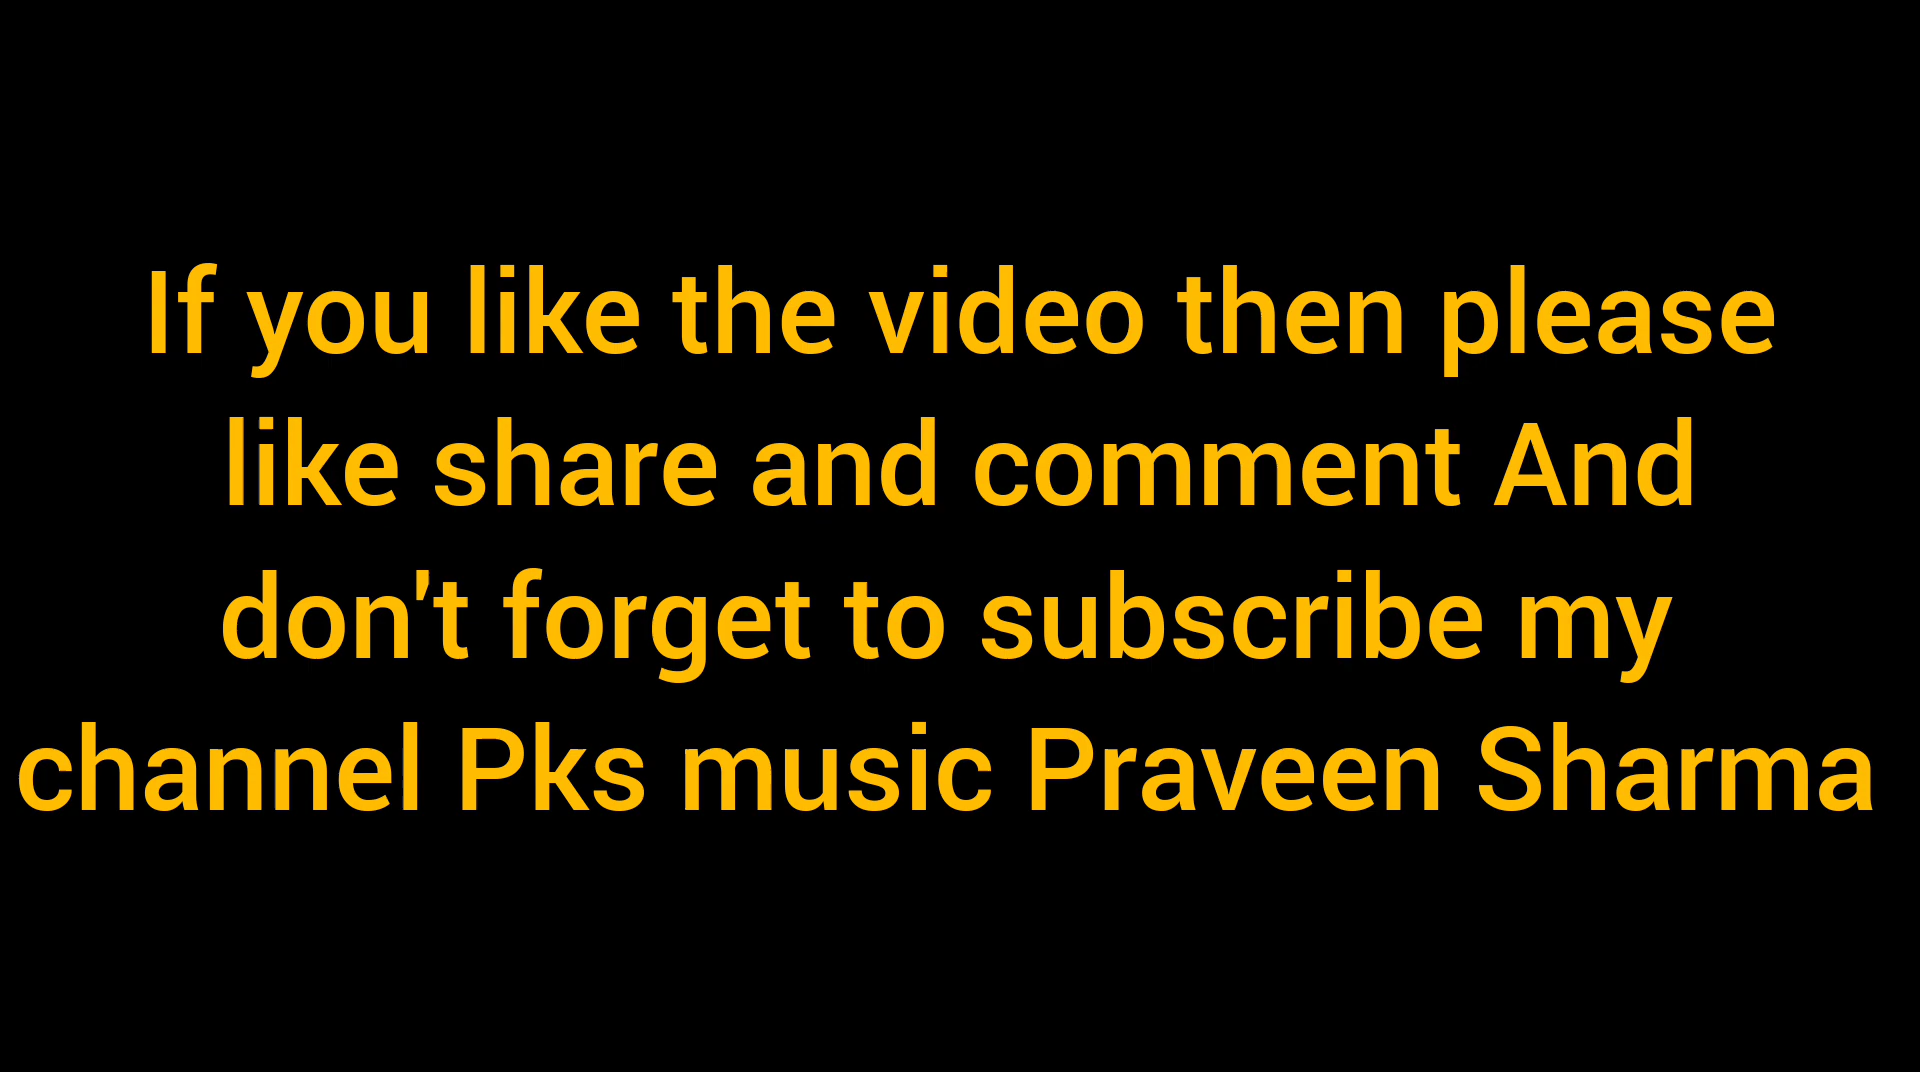 If you like the video then please
like share and comment And
don't forget to subscribe my
channel Pks music Praveen Sharma